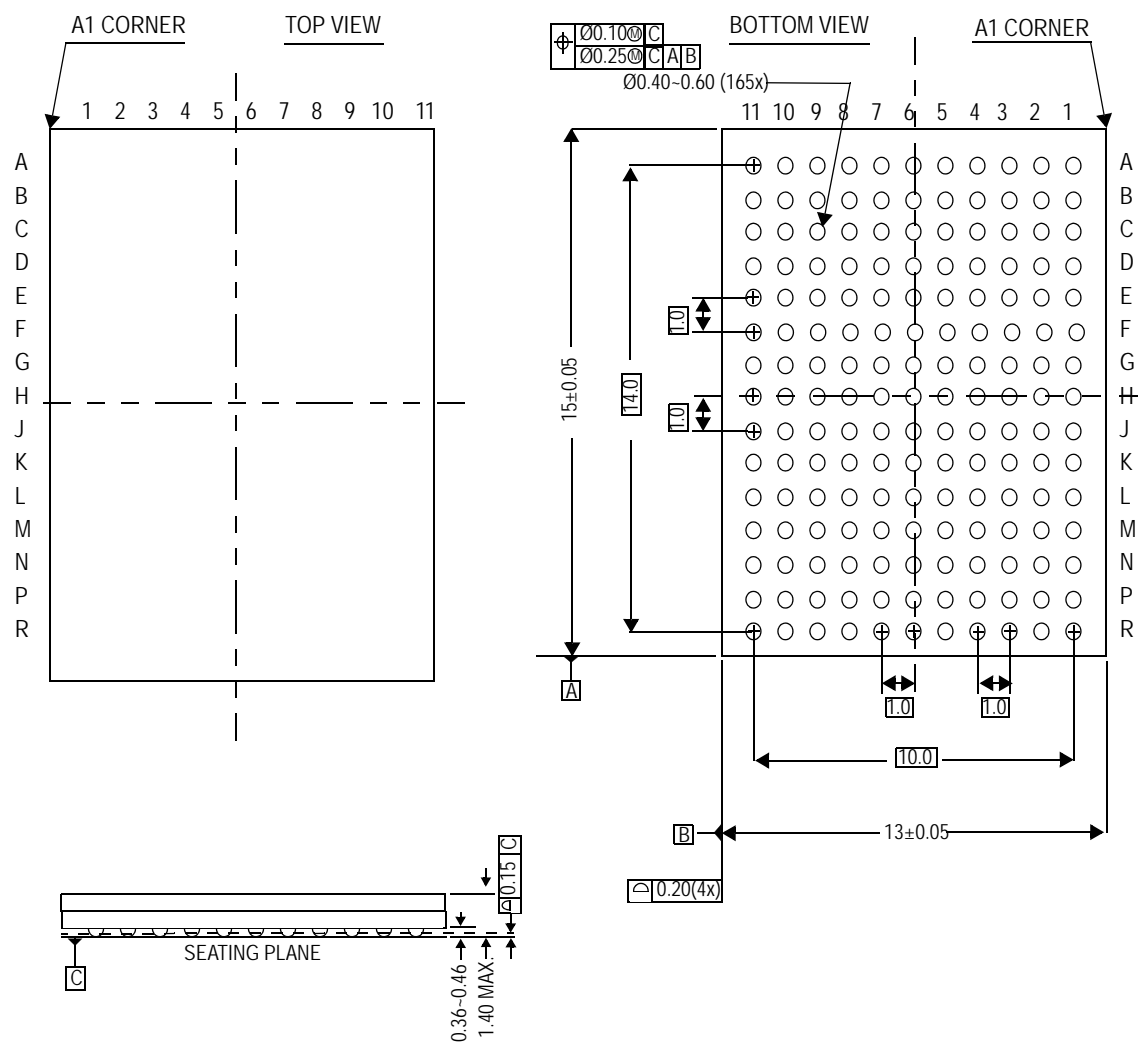 A1 CORNER
TOP VIEW
1 2 3 4 5 6 7 8 9 10 11
A
B
C
D
E
F
G
H
J
K
L
M
N
P
R
Ø0.10Ⓜ C
Ø0.25Ⓜ C A B
BOTTOM VIEW
A1 CORNER
Ø0.40~0.60 (165x)
11 10 9 8 7 6 5 4 3 2 1
A
B
C
D
E
F
G
H
J
K
L
M
N
P
R
1.0
1.0
14.0
15±0.05
A
1.0
1.0
10.0
B
13±0.05
0.20(4x)
0.15 C
SEATING PLANE
C
0.36~0.46
1.40 MAX.